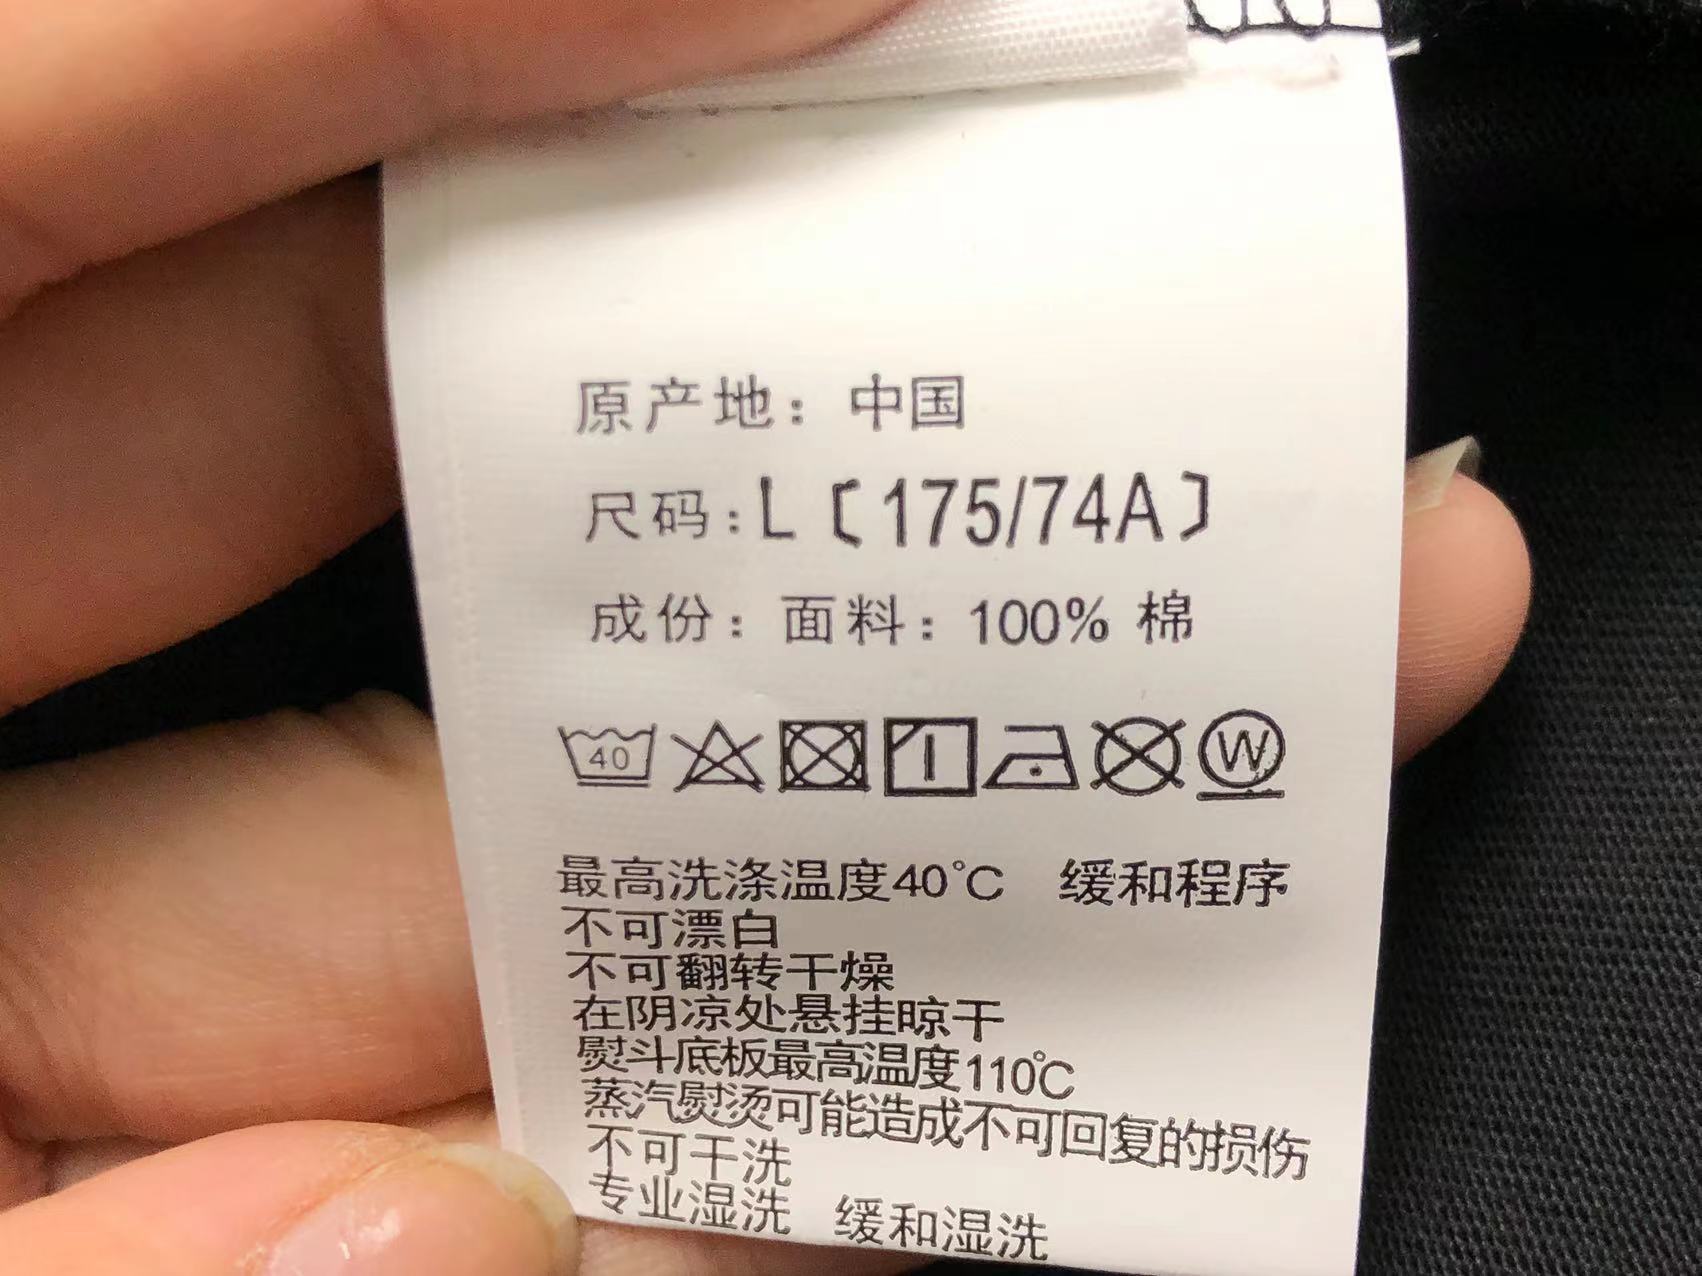 原产地：中国
尺码：L〔175/74A〕
成份：面料：100% 棉
40 W
最高洗涤温度40℃ 缓和程序
不可漂白
不可翻转干燥
在阴凉处悬挂晾干
熨斗底板最高温度110℃
蒸汽熨烫可能造成不可回复的损伤
不可干洗
专业湿洗 缓和湿洗